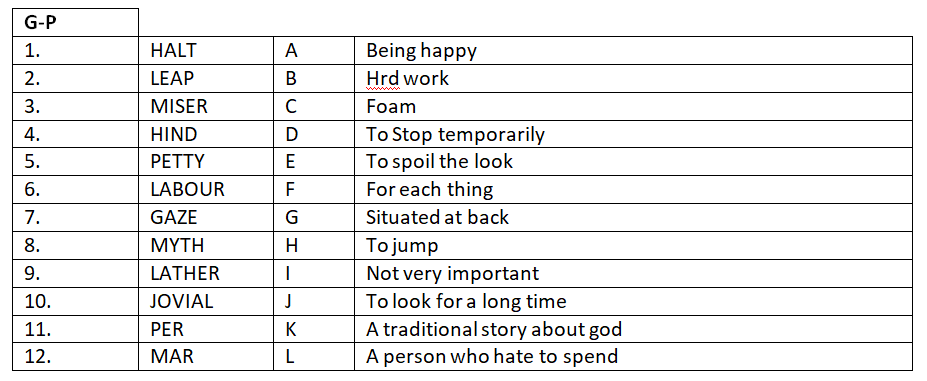 G-P
1. HALT A Being happy
2. LEAP B Hrd work
3. MISER C Foam
4. HIND D To Stop temporarily
5. PETTY E To spoil the look
6. LABOUR F For each thing
7. GAZE G Situated at back
8. MYTH H To jump
9. LATHER I Not very important
10. JOVIAL J To look for a long time
11. PER K A traditional story about god
12. MAR L A person who hate to spend